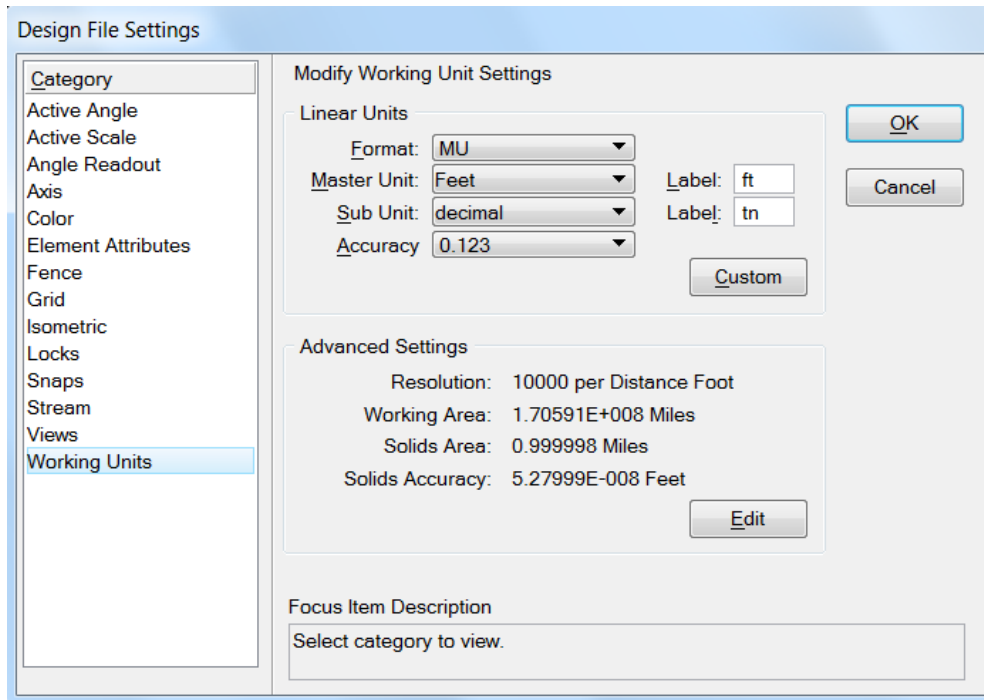 Design File Settings
Category
Active Angle
Active Scale
Angle Readout
Axis
Color
Element Attributes
Fence
Grid
Isometric
Locks
Snaps
Stream
Views
Working Units
Modify Working Unit Settings
Linear Units
Format: MU
Master Unit: Feet Label: ft
Sub Unit: decimal Label: tn
Accuracy 0.123
Custom
Advanced Settings
Resolution: 10000 per Distance Foot
Working Area: 1.70591E+008 Miles
Solids Area: 0.999998 Miles
Solids Accuracy: 5.27999E-008 Feet
Edit
Focus Item Description
Select category to view.
OK
Cancel